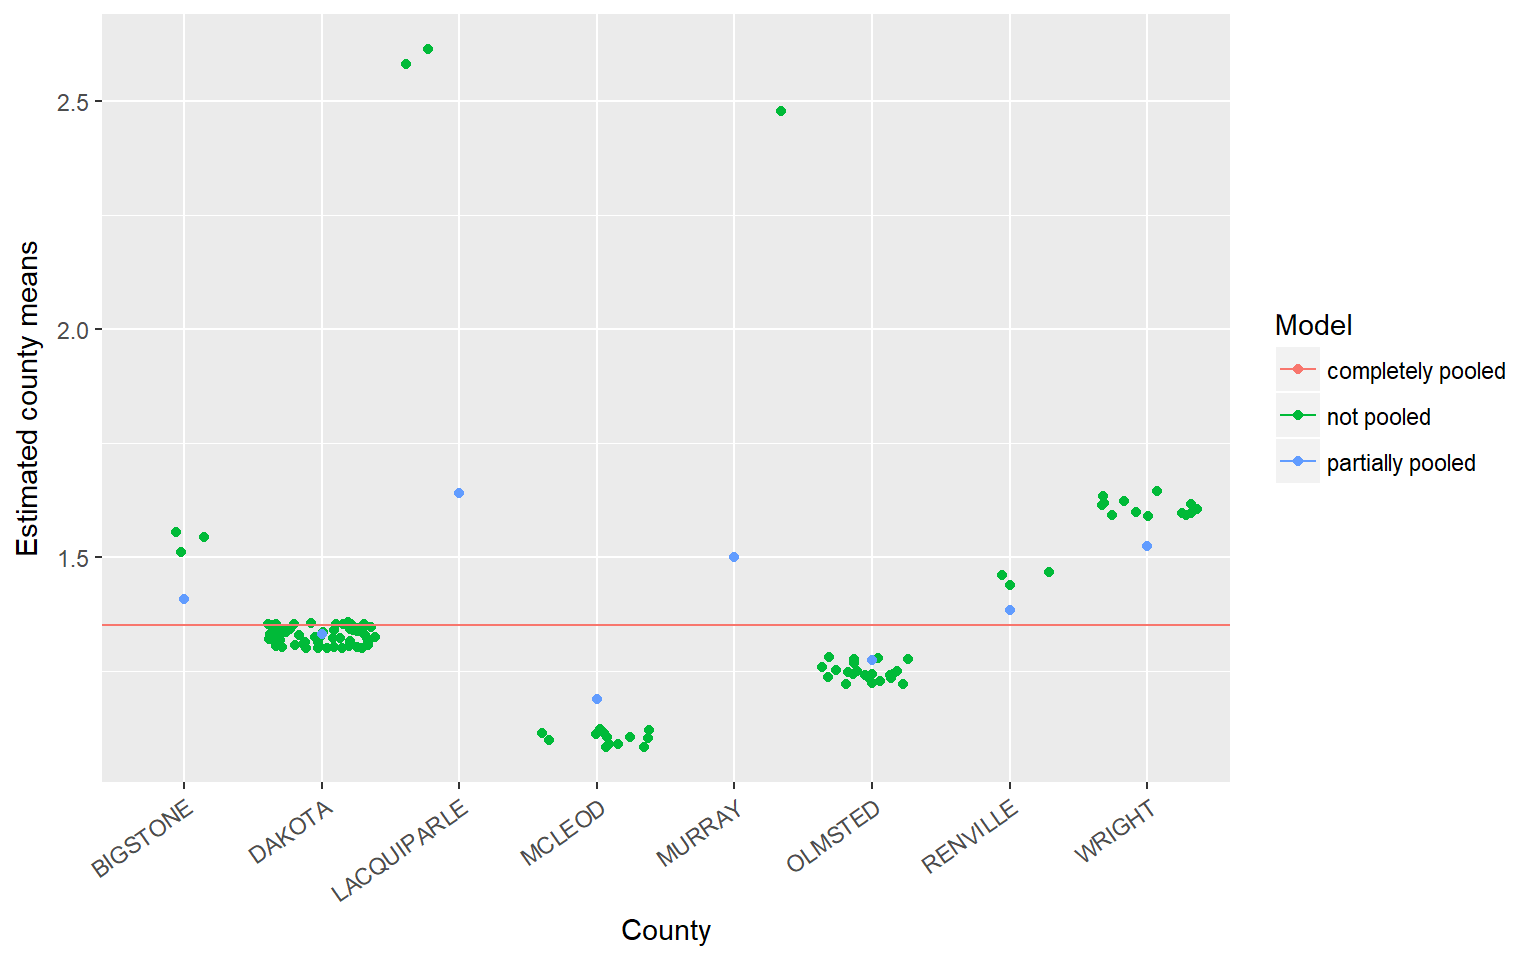 Estimated county means
2.5
2.0
1.5
BIGSTONE
DAKOTA
LACQUIPARLE
MCLEOD
MURRAY
OLMSTED
RENVILLE
WRIGHT
County
Model
completely pooled
not pooled
partially pooled